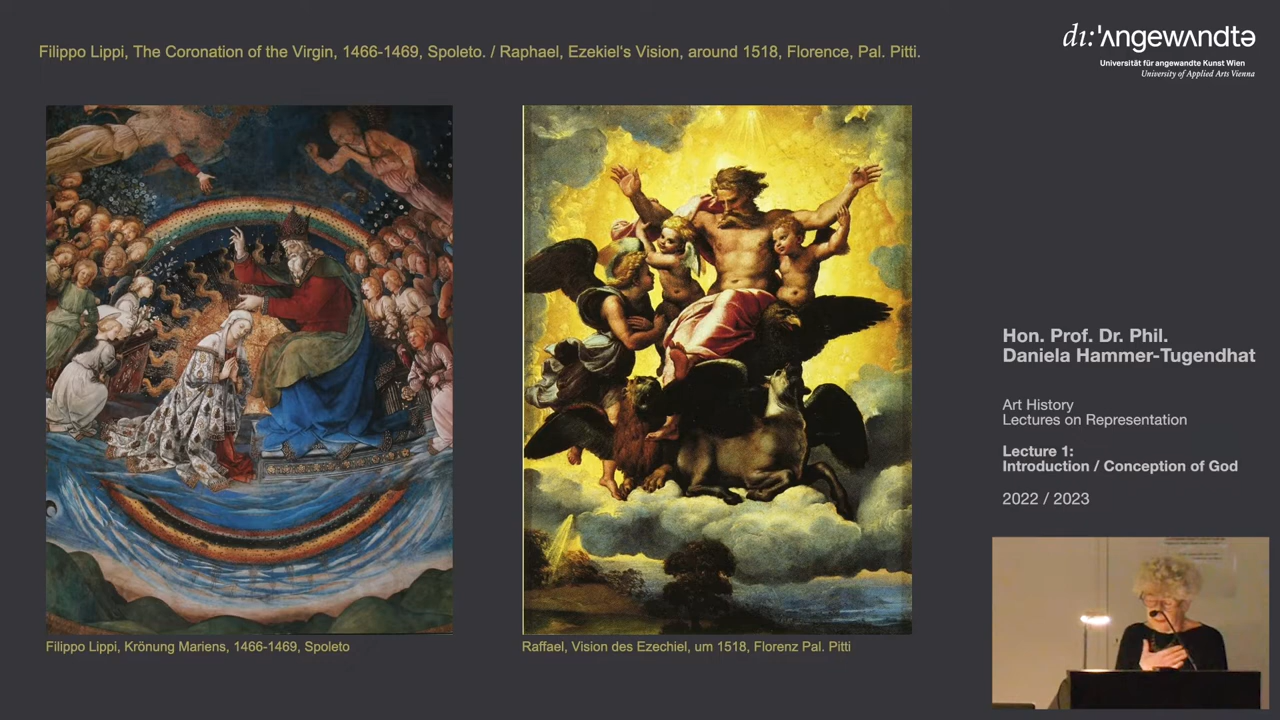 Filippo Lippi, The Coronation of the Virgin, 1466-1469, Spoleto. / Raphael, Ezekiel's Vision, around 1518, Florence, Pal. Pitti.
dı:'ʌngewʌndtə
Universität für angewandte Kunst Wien
University of Applied Arts Vienna
Filippo Lippi, Krönung Mariens, 1466-1469, Spoleto
Raffael, Vision des Ezechiel, um 1518, Florenz Pal. Pitti
Hon. Prof. Dr. Phil.
Daniela Hammer-Tugendhat
Art History
Lectures on Representation
Lecture 1:
Introduction / Conception of God
2022 / 2023